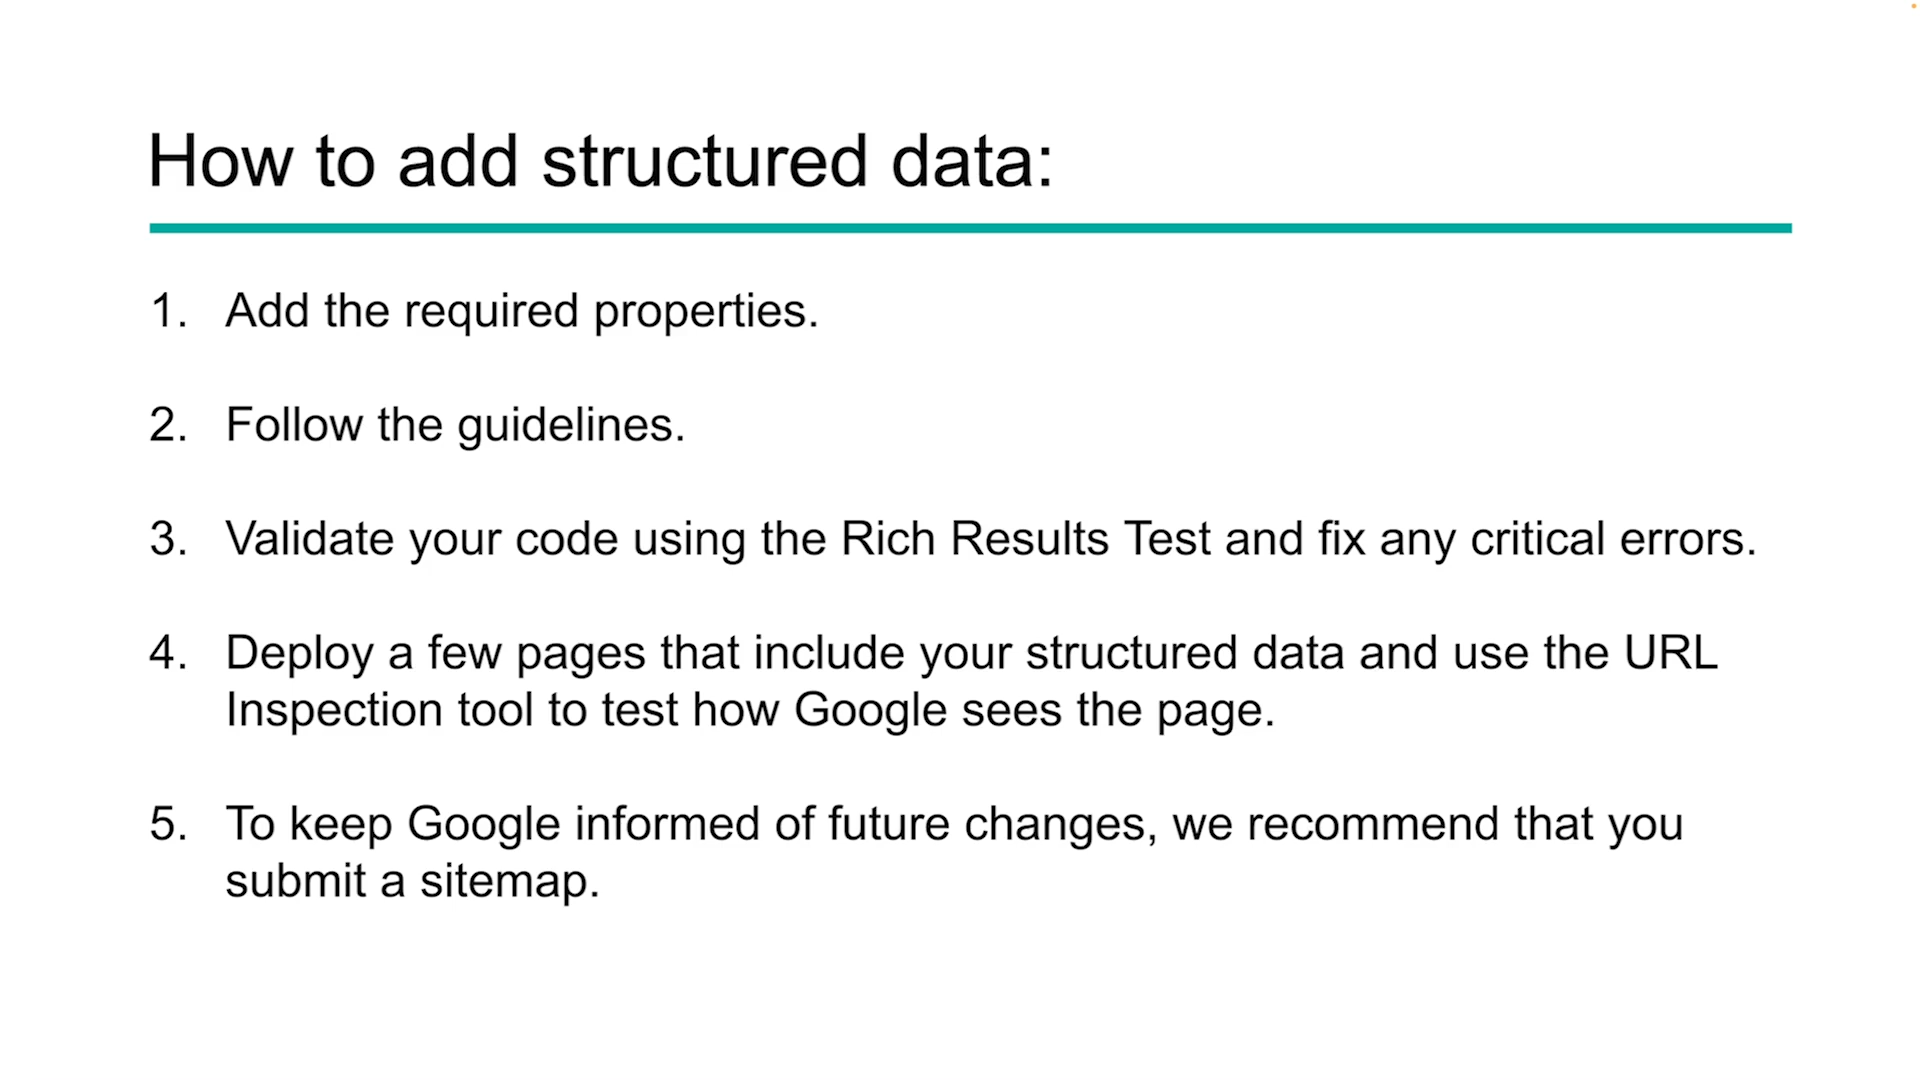 How to add structured data:
1. Add the required properties.
2. Follow the guidelines.
3. Validate your code using the Rich Results Test and fix any critical errors.
4. Deploy a few pages that include your structured data and use the URL
Inspection tool to test how Google sees the page.
5. To keep Google informed of future changes, we recommend that you
submit a sitemap.